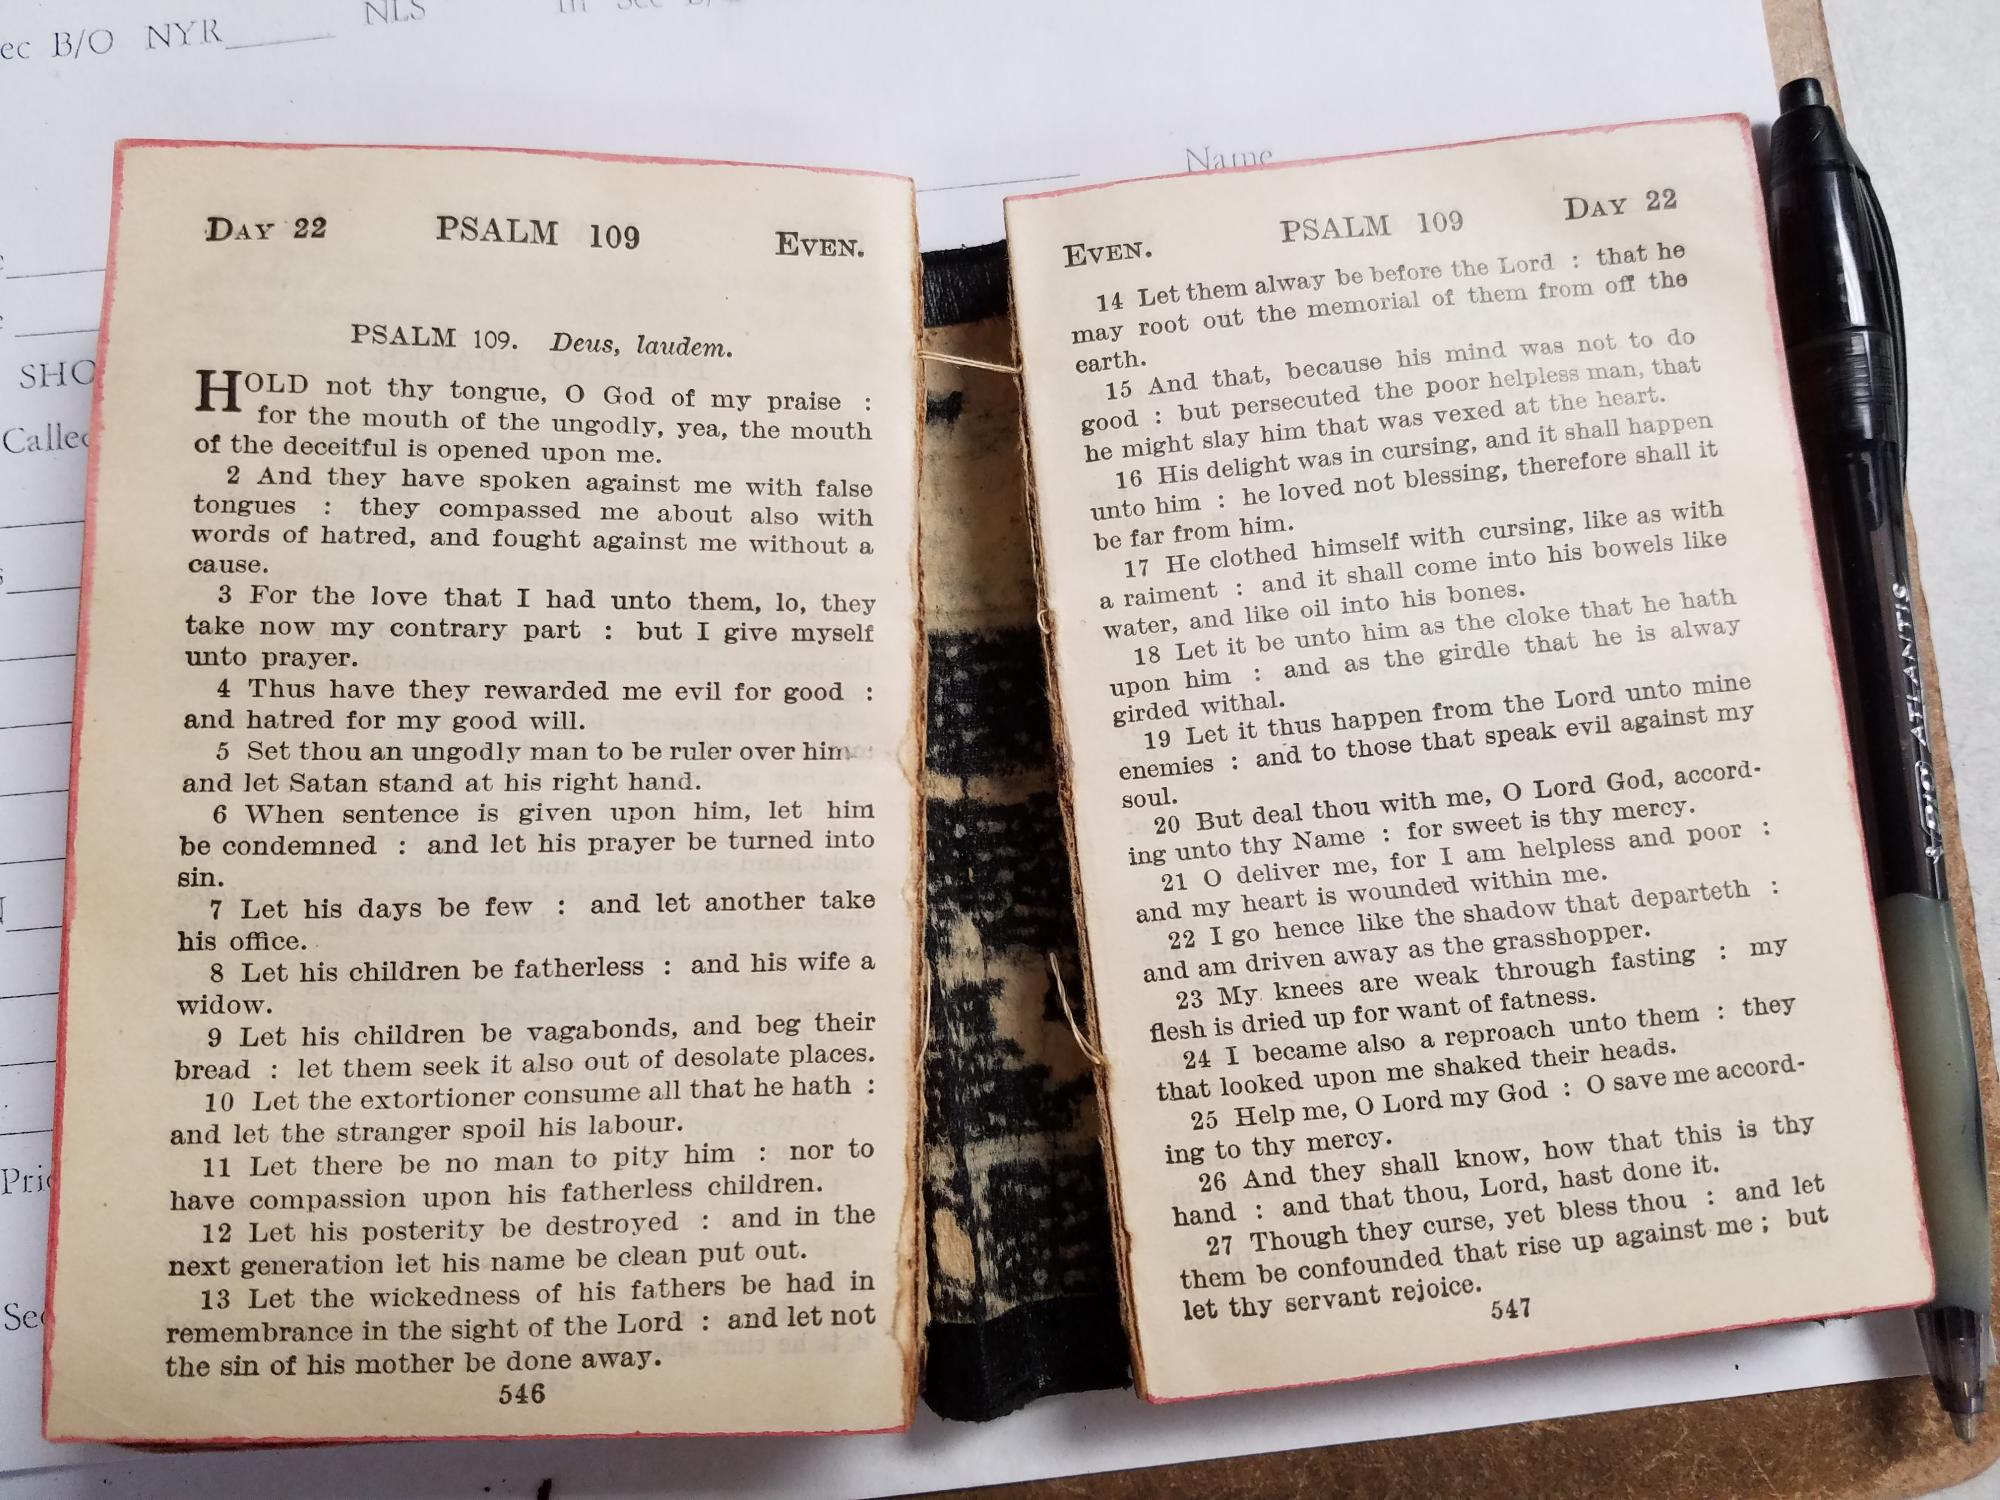 ec B/O NYR
NLS
Name
SHO
Called
Pric
Sec
DAY 22 PSALM 109 EVEN.
PSALM 109. Deus, laudem.
HOLD not thy tongue, O God of my praise :
for the mouth of the ungodly, yea, the mouth
of the deceitful is opened upon me.
2 And they have spoken against me with false
tongues : they compassed me about also with
words of hatred, and fought against me without a
cause.
3 For the love that I had unto them, lo, they
take now my contrary part : but I give myself
unto prayer.
4 Thus have they rewarded me evil for good :
and hatred for my good will.
5 Set thou an ungodly man to be ruler over him :
and let Satan stand at his right hand.
6 When sentence is given upon him, let him
be condemned : and let his prayer be turned into
sin.
7 Let his days be few : and let another take
his office.
8 Let his children be fatherless : and his wife a
widow.
9 Let his children be vagabonds, and beg their
bread : let them seek it also out of desolate places.
10 Let the extortioner consume all that he hath :
and let the stranger spoil his labour.
11 Let there be no man to pity him : nor to
have compassion upon his fatherless children.
12 Let his posterity be destroyed : and in the
next generation let his name be clean put out.
13 Let the wickedness of his fathers be had in
remembrance in the sight of the Lord : and let not
the sin of his mother be done away.
546
EVEN. PSALM 109 DAY 22
14 Let them alway be before the Lord : that he
may root out the memorial of them from off the
earth.
15 And that, because his mind was not to do
good : but persecuted the poor helpless man, that
he might slay him that was vexed at the heart.
16 His delight was in cursing, and it shall happen
unto him : he loved not blessing, therefore shall it
be far from him.
17 He clothed himself with cursing, like as with
a raiment : and it shall come into his bowels like
water, and like oil into his bones.
18 Let it be unto him as the cloke that he hath
upon him : and as the girdle that he is alway
girded withal.
19 Let it thus happen from the Lord unto mine
enemies : and to those that speak evil against my
soul.
20 But deal thou with me, O Lord God, accord-
ing unto thy Name : for sweet is thy mercy.
21 O deliver me, for I am helpless and poor :
and my heart is wounded within me.
22 I go hence like the shadow that departeth :
and am driven away as the grasshopper.
23 My knees are weak through fasting : my
flesh is dried up for want of fatness.
24 I became also a reproach unto them : they
that looked upon me shaked their heads.
25 Help me, O Lord my God : O save me accord-
ing to thy mercy.
26 And they shall know, how that this is thy
hand : and that thou, Lord, hast done it.
27 Though they curse, yet bless thou : and let
them be confounded that rise up against me ; but
let thy servant rejoice.
547
BIC ATLANTIS